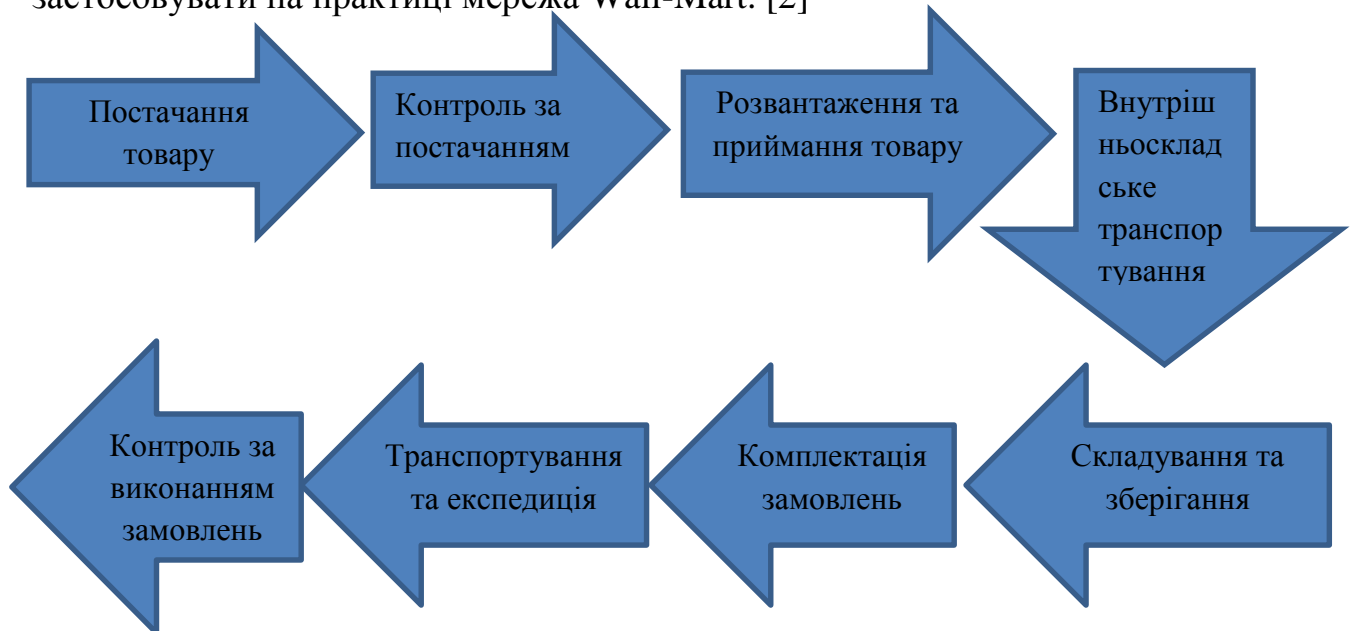 застосовувати на практиці мережа Wall-Mart. [2]
Постачання
товару
Контроль за
постачанням
Розвантаження та
приймання товару
Внутріш
ньосклад
ське
транспор
тування
Складування та
зберігання
Комплектація
замовлень
Транспортування
та експедиція
Контроль за
виконанням
замовлень